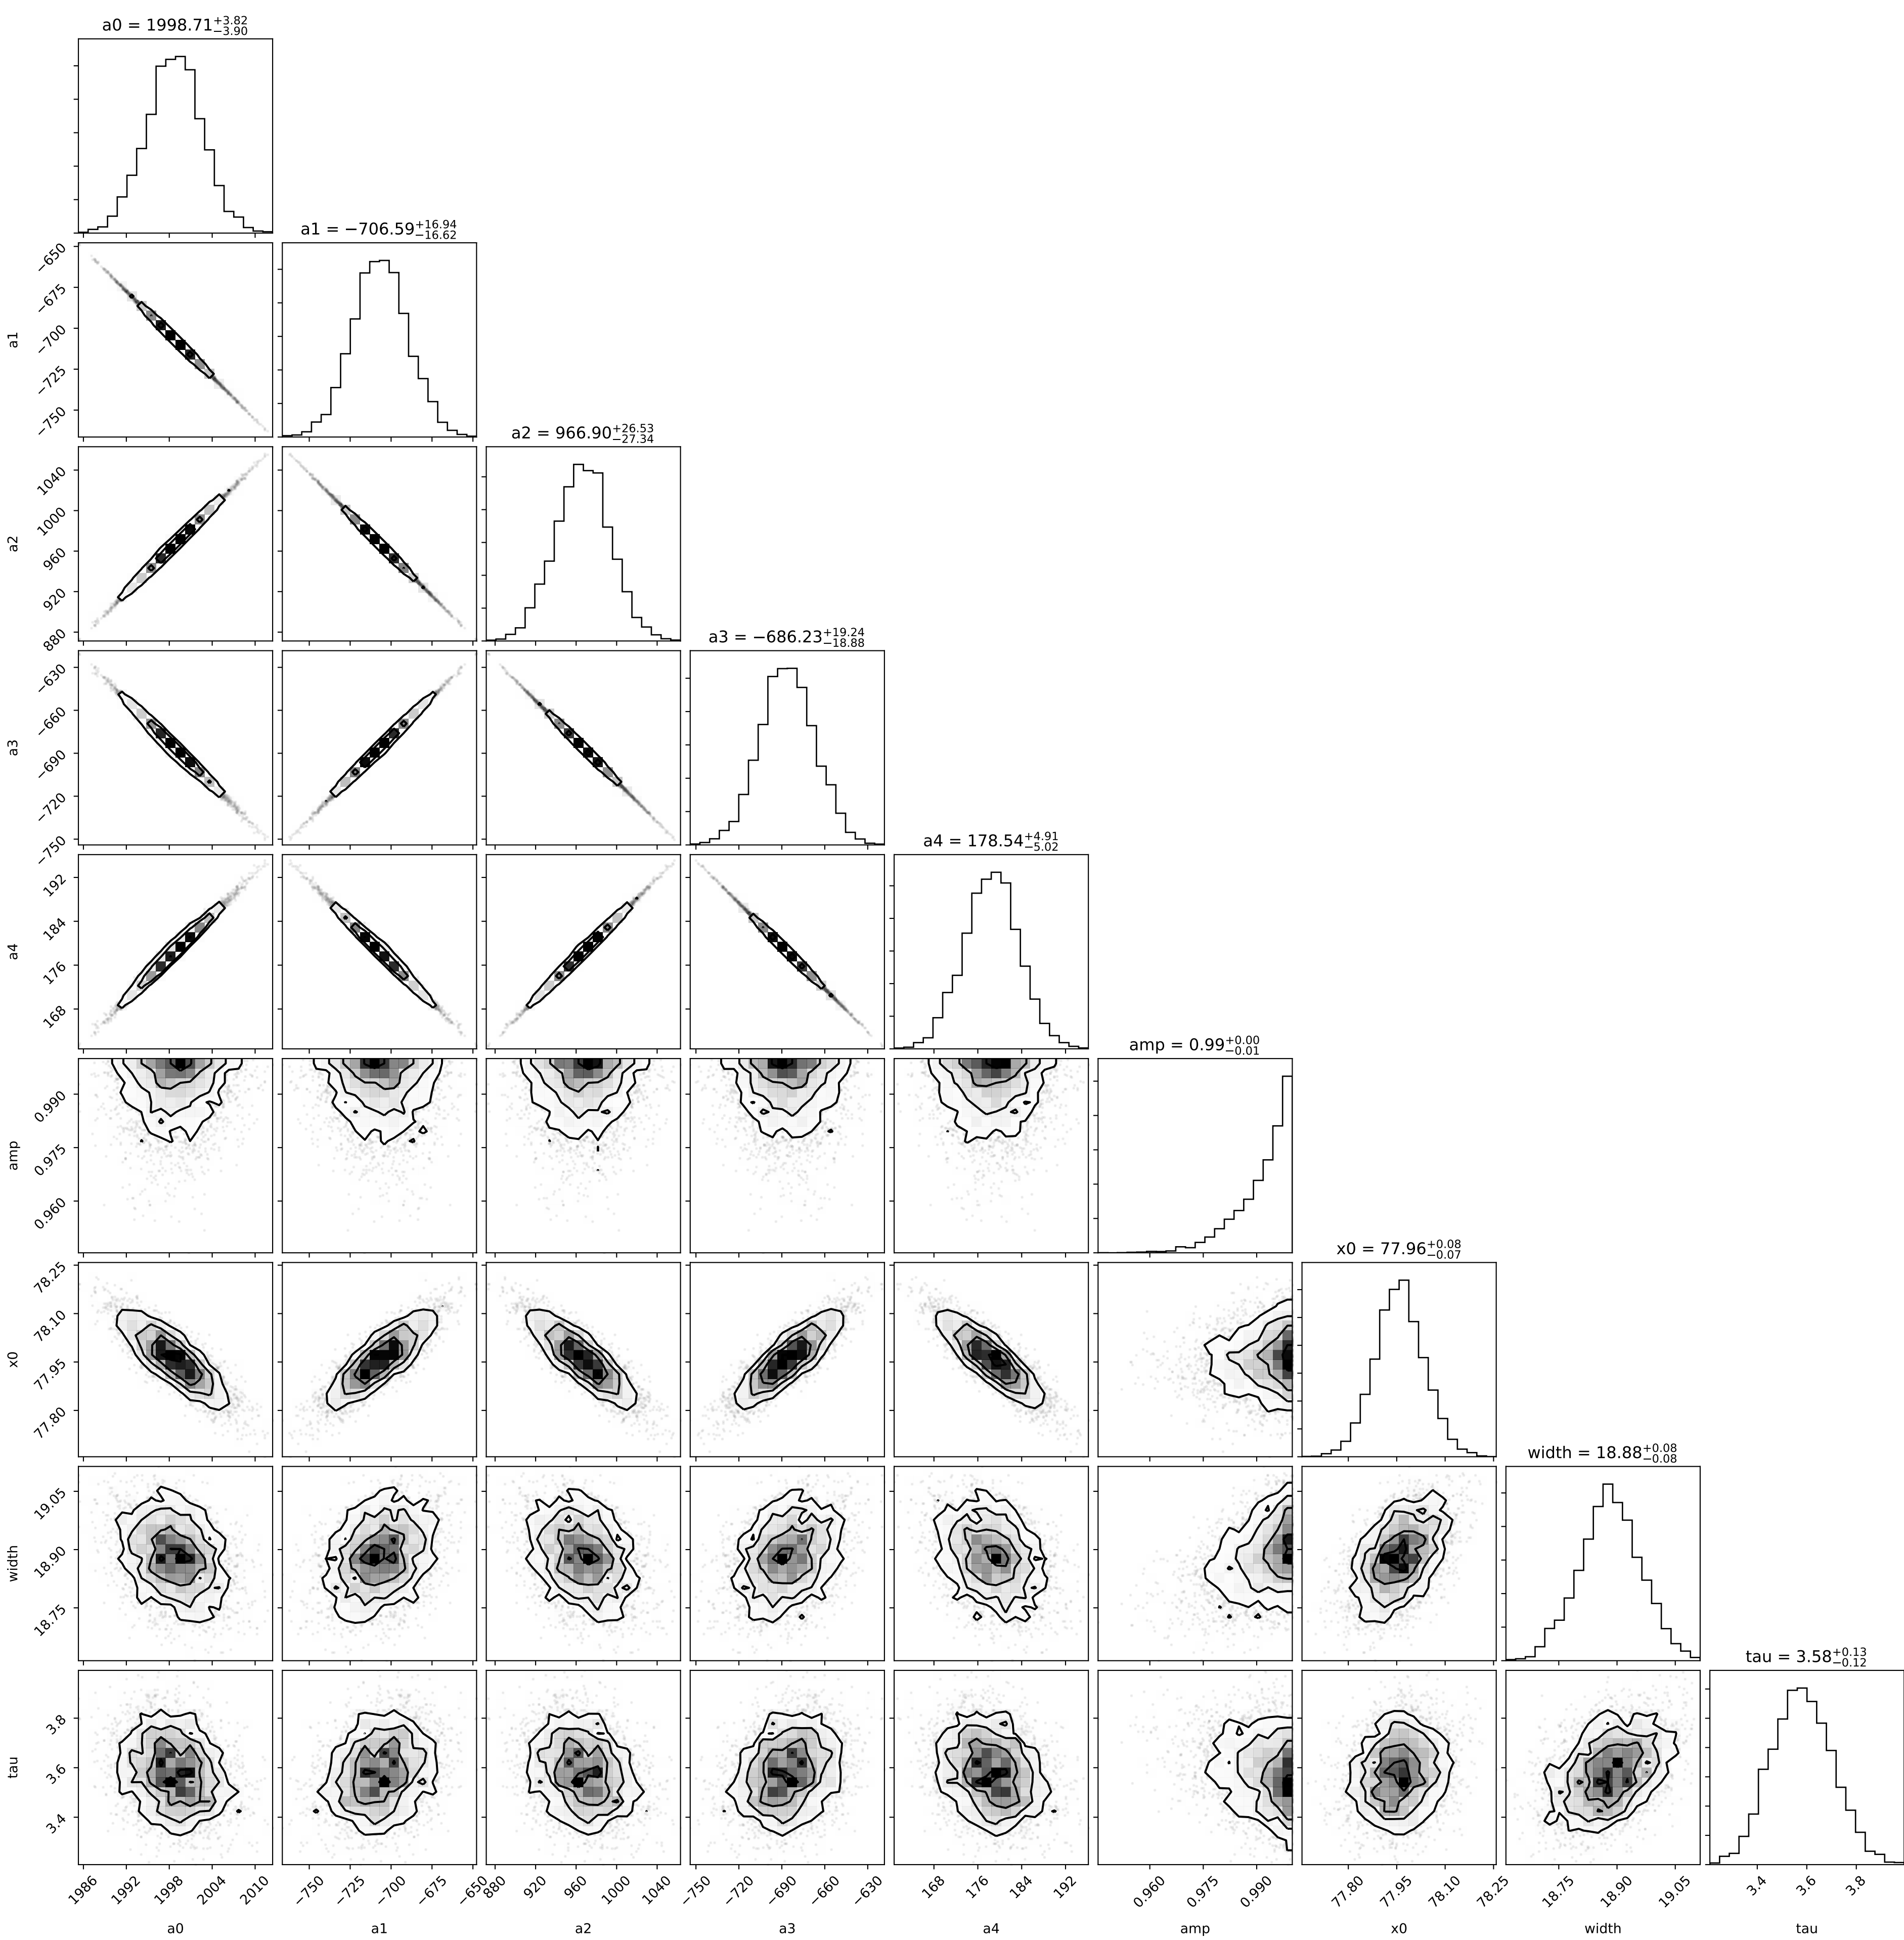 a0 = 1998.71+3.82−3.90
a1 = −706.59+16.94−16.62
−650
−675
−700
−725
−750
a1
a2 = 966.90+26.53−27.34
1040
1000
960
920
880
a2
a3 = −686.23+19.24−18.88
−630
−660
−690
−720
−750
a3
a4 = 178.54+4.91−5.02
192
184
176
168
a4
amp = 0.99+0.00−0.01
0.990
0.975
0.960
amp
x0 = 77.96+0.08−0.07
78.25
78.10
77.95
77.80
x0
width = 18.88+0.08−0.08
19.05
18.90
18.75
width
tau = 3.58+0.13−0.12
3.8
3.6
3.4
tau
1986 1992 1998 2004 2010 −750 −725 −700 −675 −650 880 920 960 1000 1040 −750 −720 −690 −660 −630 168 176 184 192 0.960 0.975 0.990 77.80 77.95 78.10 78.25 18.75 18.90 19.05 3.4 3.6 3.8
a0 a1 a2 a3 a4 amp x0 width tau